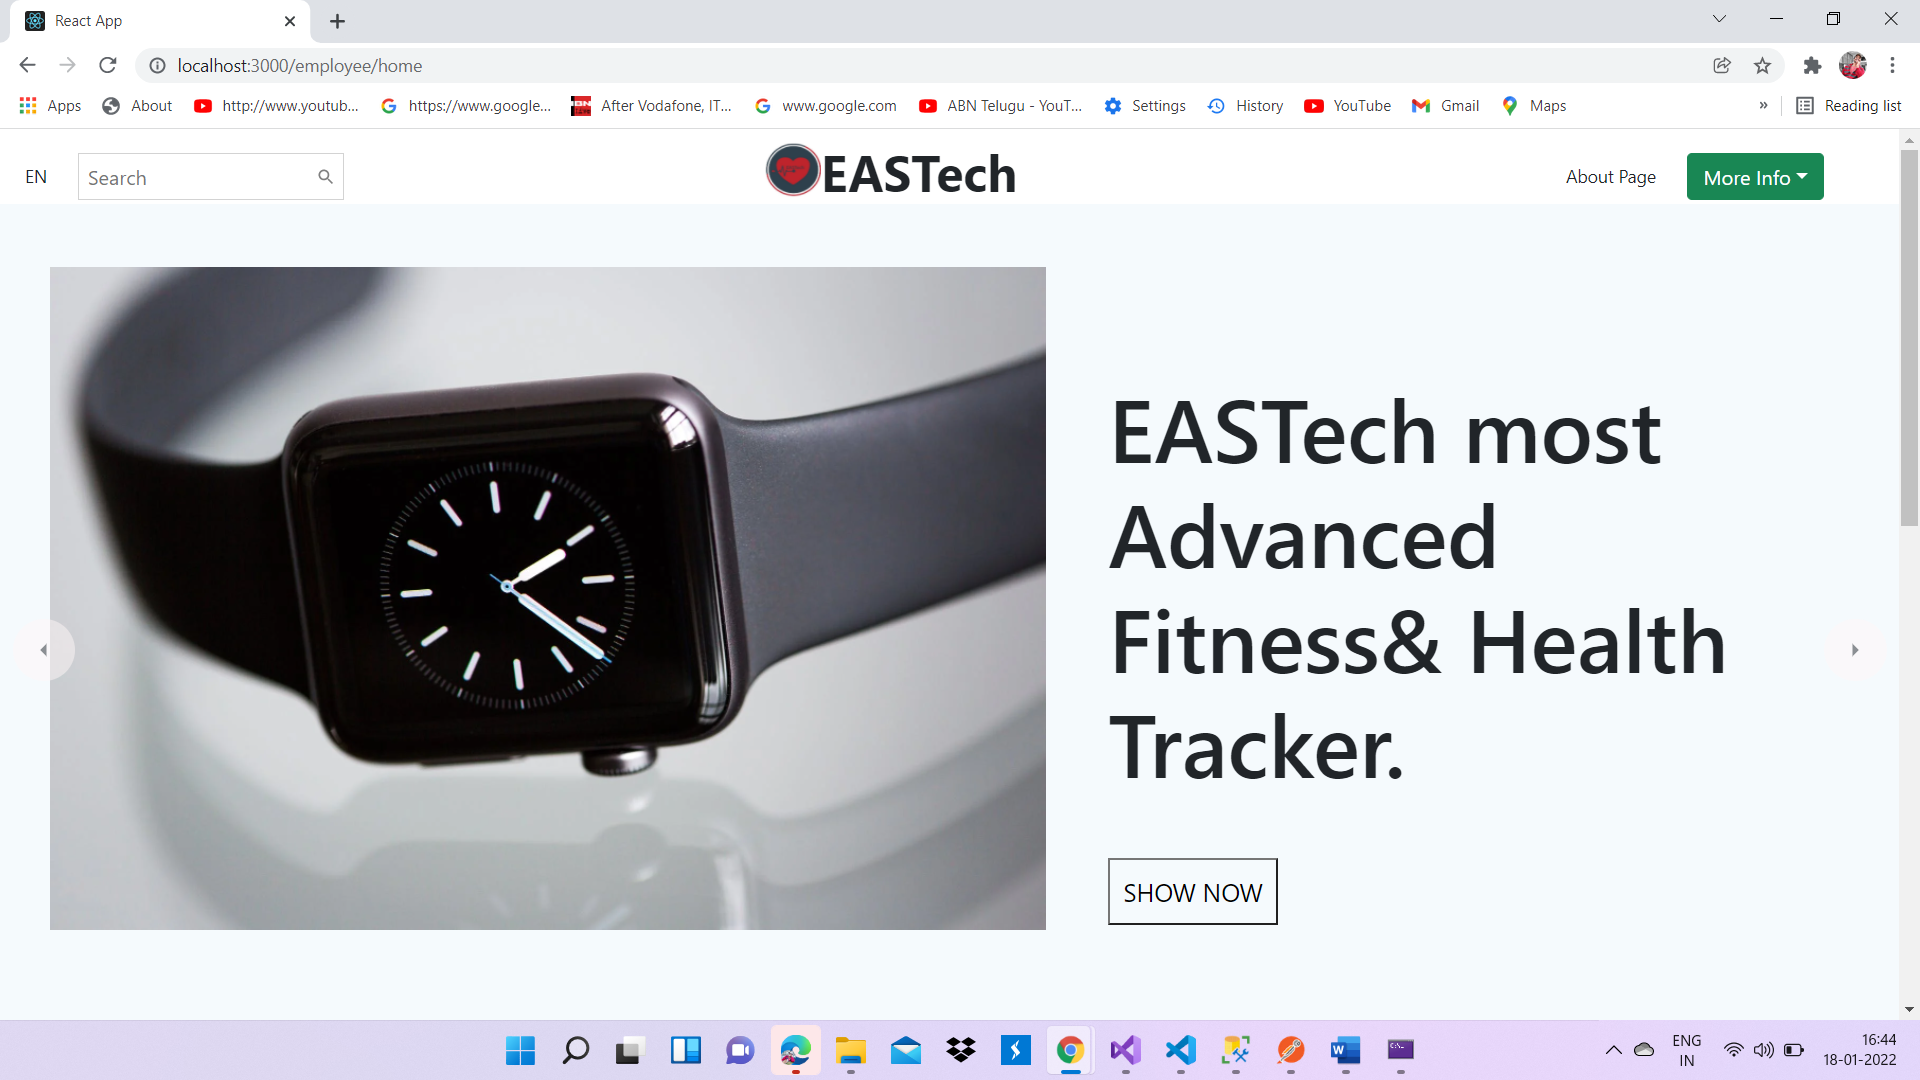 React App
localhost:3000/employee/home
Apps
About
http://www.youtub...
https://www.google...
After Vodafone, IT...
www.google.com
ABN Telugu - YouT...
Settings
History
YouTube
Gmail
Maps
»
Reading list
EN
Search
EASTech
About Page
More Info
EASTech most
Advanced
Fitness& Health
Tracker.
SHOW NOW
ENG
IN
16:44
18-01-2022